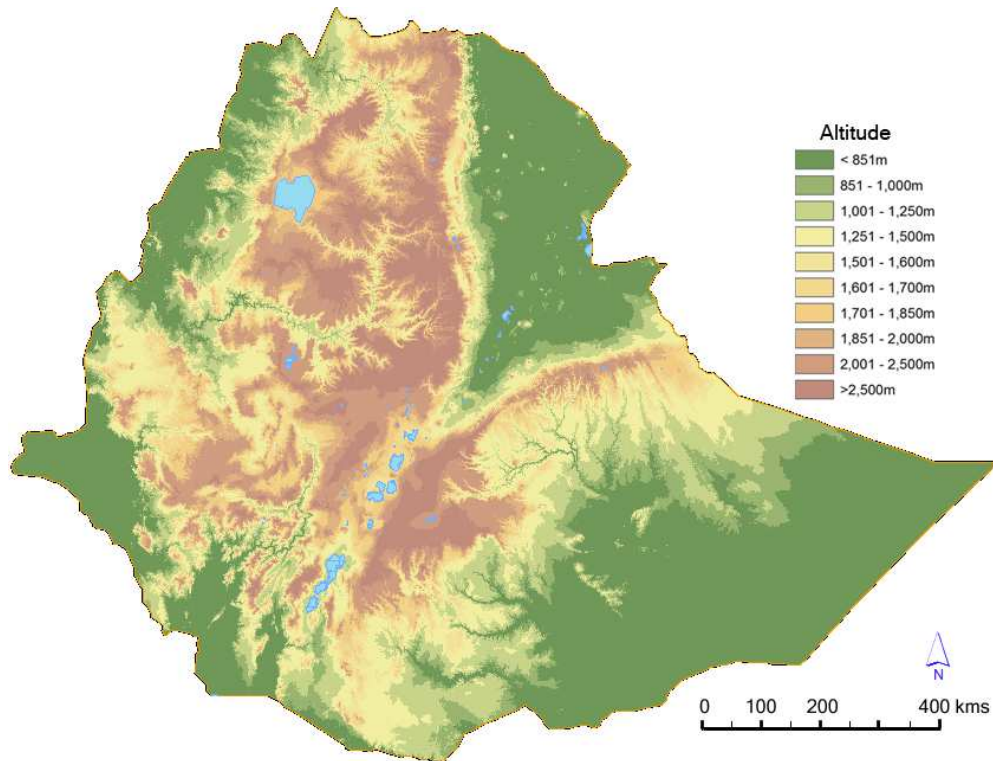 Altitude
< 851m
851 - 1,000m
1,001 - 1,250m
1,251 - 1,500m
1,501 - 1,600m
1,601 - 1,700m
1,701 - 1,850m
1,851 - 2,000m
2,001 - 2,500m
>2,500m
N
0 100 200 400 kms